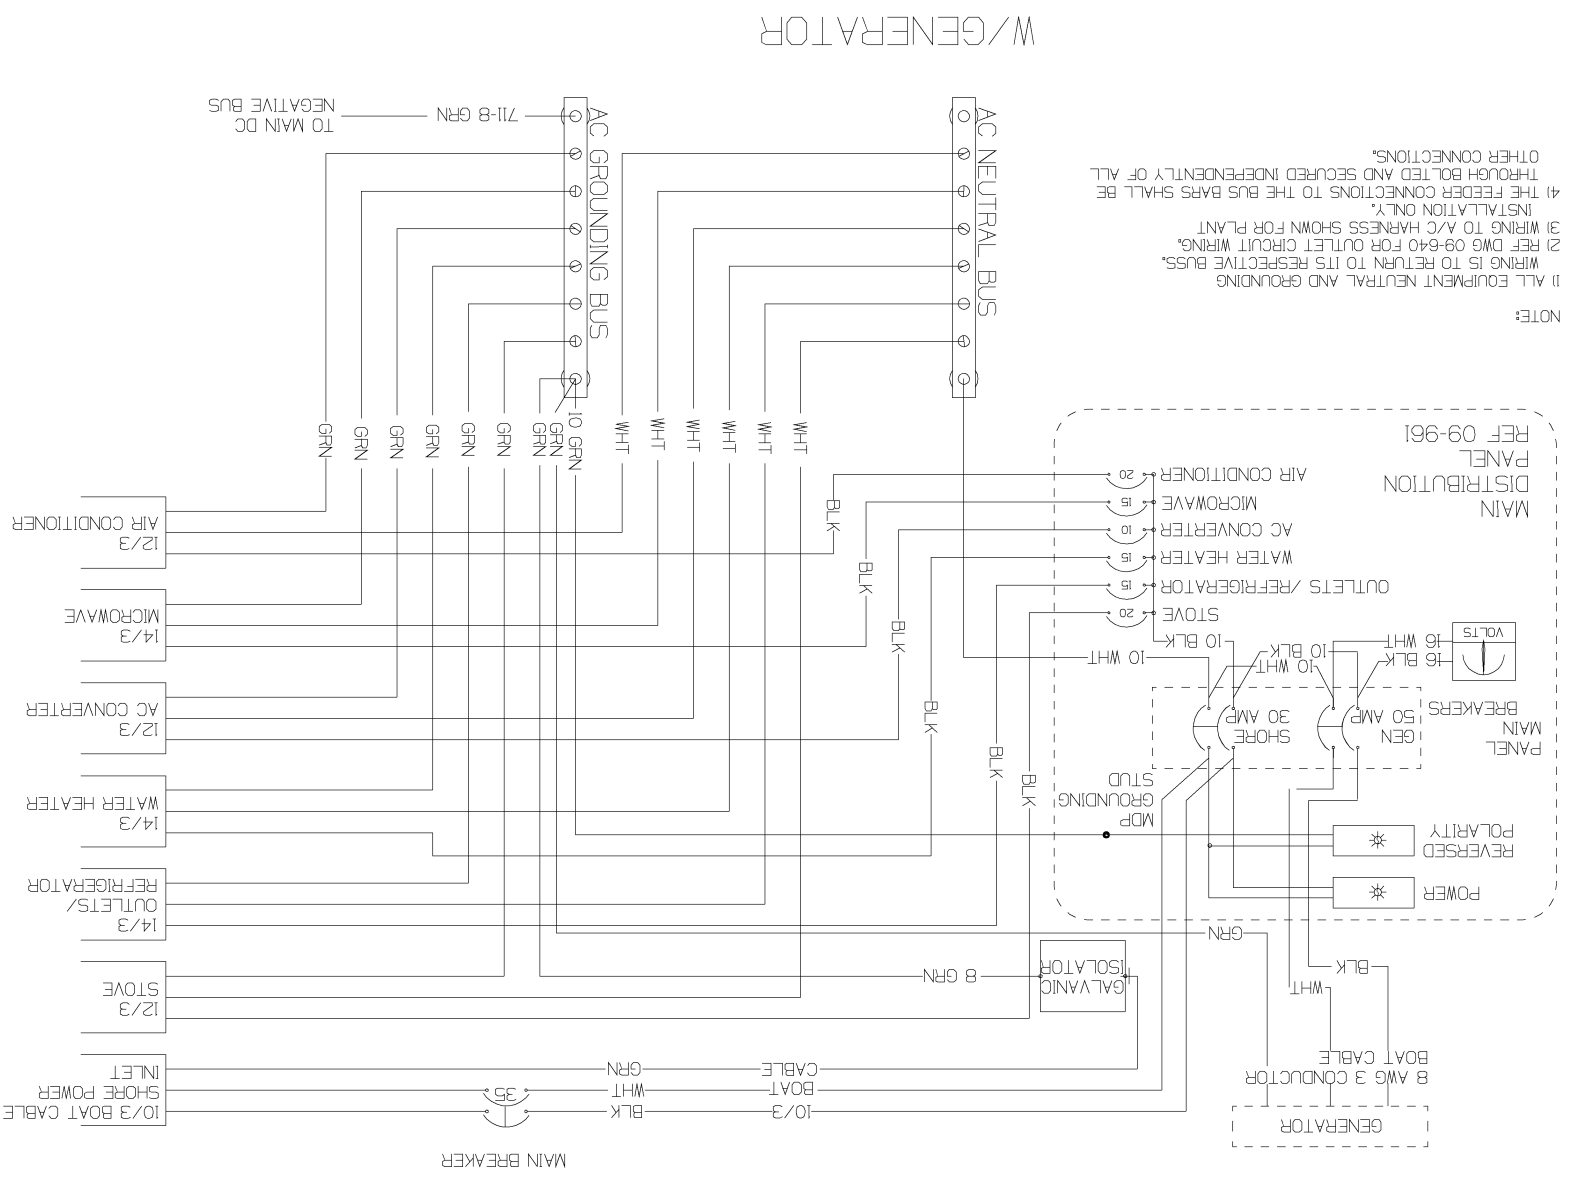 MAIN BREAKER
GENERATOR
8 AWG 3 CONDUCTOR
BOAT CABLE
WHT
BLK
GRN
10/3
BOAT
CABLE
BLK
WHT
GRN
35
10/3 BOAT CABLE
SHORE POWER
INLET
GALVANIC
ISOLATOR
8 GRN
12/3
STOVE
14/3
OUTLETS/
REFRIGERATOR
14/3
WATER HEATER
12/3
AC CONVERTER
14/3
MICROWAVE
12/3
AIR CONDITIONER
POWER
REVERSED
POLARITY
MDP
GROUNDING
STUD
PANEL
MAIN
BREAKERS
GEN
50 AMP
SHORE
30 AMP
VOLTS
16 BLK
16 WHT
10 WHT
10 BLK
10 WHT
10 BLK
STOVE
20
OUTLETS/REFRIGERATOR
15
WATER HEATER
15
AC CONVERTER
10
MICROWAVE
15
AIR CONDITIONER
20
MAIN
DISTRIBUTION
PANEL
REF 09-961
BLK
BLK
BLK
BLK
BLK
BLK
WHT
WHT
WHT
WHT
WHT
WHT
10 GRN
GRN
GRN
GRN
GRN
GRN
GRN
GRN
GRN
NOTE:
1) ALL EQUIPMENT NEUTRAL AND GROUNDING
WIRING IS TO RETURN TO ITS RESPECTIVE BUSS.
2) REF DWG 09-640 FOR OUTLET CIRCUIT WIRING.
3) WIRING TO A/C HARNESS SHOWN FOR PLANT
INSTALLATION ONLY.
4) THE FEEDER CONNECTIONS TO THE BUS BARS SHALL BE
THROUGH BOLTED AND SECURED INDEPENDENTLY OF ALL
OTHER CONNECTIONS.
AC NEUTRAL BUS
AC GROUNDING BUS
711-8 GRN
TO MAIN DC
NEGATIVE BUS
W/GENERATOR